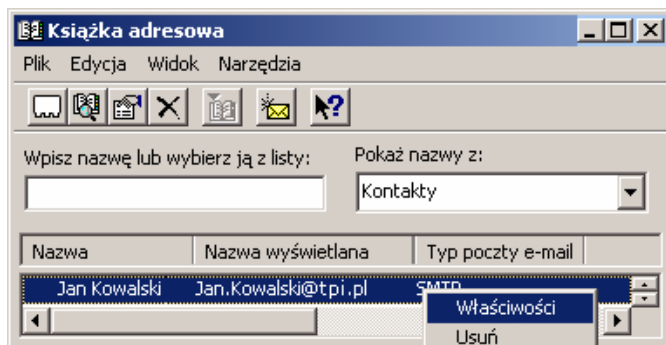 Książka adresowa
Plik Edycja Widok Narzędzia
Wpisz nazwę lub wybierz ją z listy: Pokaż nazwy z:
Kontakty
Nazwa Nazwa wyświetlana Typ poczty e-mail
Jan Kowalski Jan.Kowalski@tpi.pl SMTP
Właściwości
Usuń